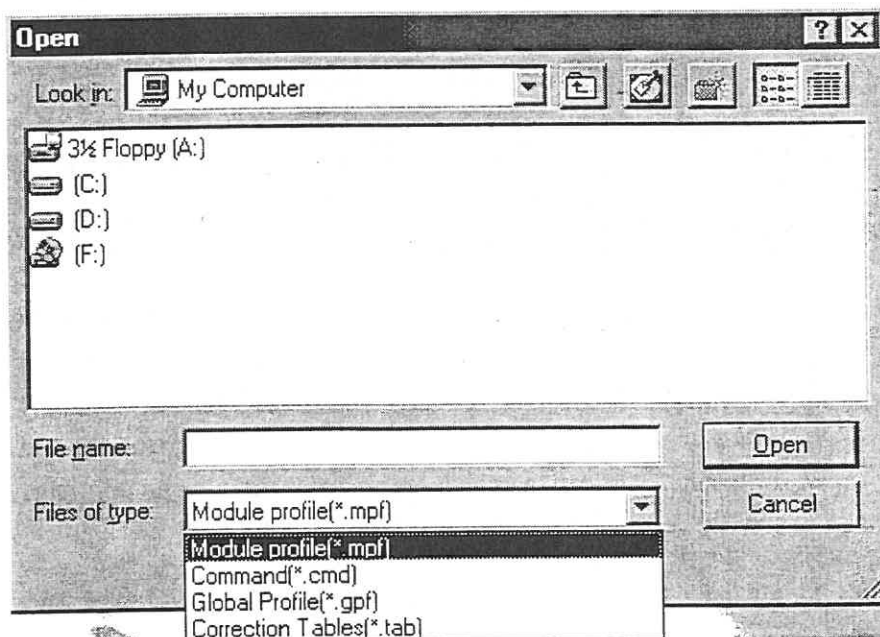 Open
Look in: My Computer
3½ Floppy (A:)
(C:)
(D:)
(F:)
File name:
Open
Files of type: Module profile(*.mpf)
Cancel
Module profile(*.mpf)
Command(*.cmd)
Global Profile(*.gpf)
Correction Tables(*.tab)